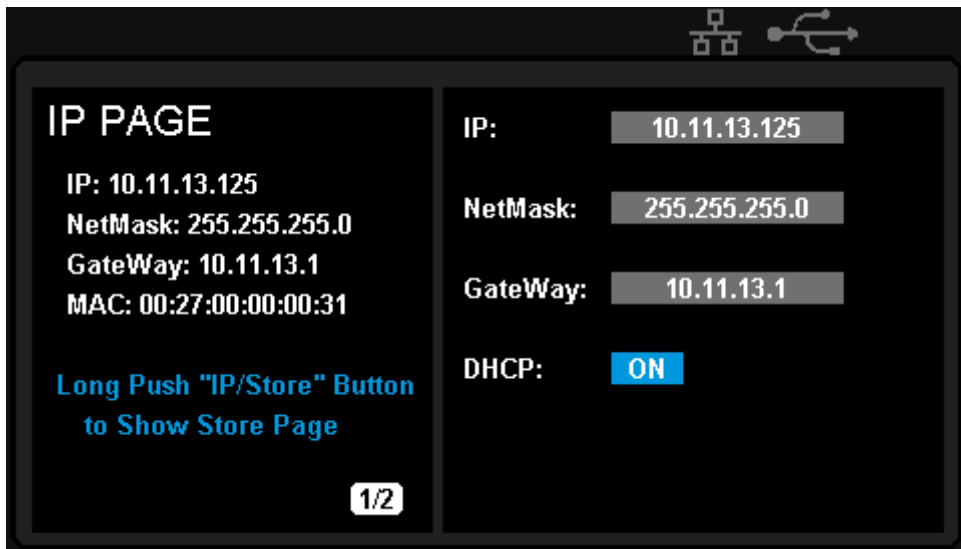 IP PAGE
IP: 10.11.13.125
NetMask: 255.255.255.0
GateWay: 10.11.13.1
MAC: 00:27:00:00:00:31
Long Push "IP/Store" Button
to Show Store Page
1/2
IP: 10.11.13.125
NetMask: 255.255.255.0
GateWay: 10.11.13.1
DHCP: ON